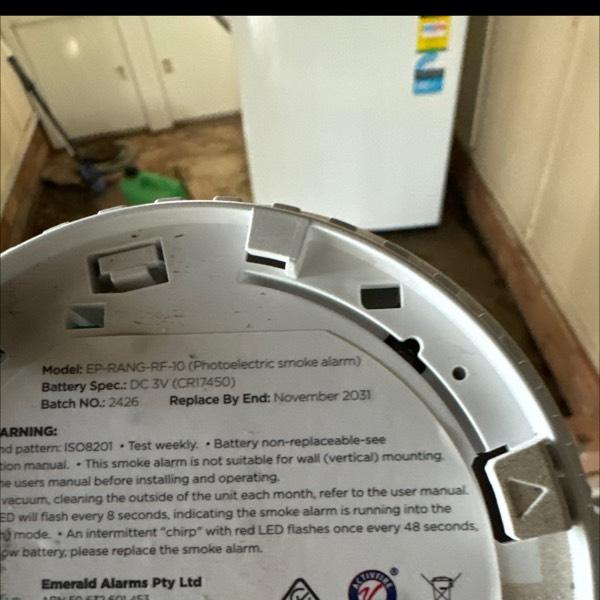 Model: EP-RANG-RF-10 (Photoelectric smoke alarm)
Battery Spec.: DC 3V (CR17450)
Batch NO.: 2426 Replace By End: November 2031
ARNING:
nd pattern: ISO8201 • Test weekly. • Battery non-replaceable-see
tion manual. • This smoke alarm is not suitable for wall (vertical) mounting.
he users manual before installing and operating.
vacuum, cleaning the outside of the unit each month, refer to the user manual.
ED will flash every 8 seconds, indicating the smoke alarm is running into the
mode. • An intermittent "chirp" with red LED flashes once every 48 seconds,
ow battery, please replace the smoke alarm.
Emerald Alarms Pty Ltd
ACTIVFIRE ®